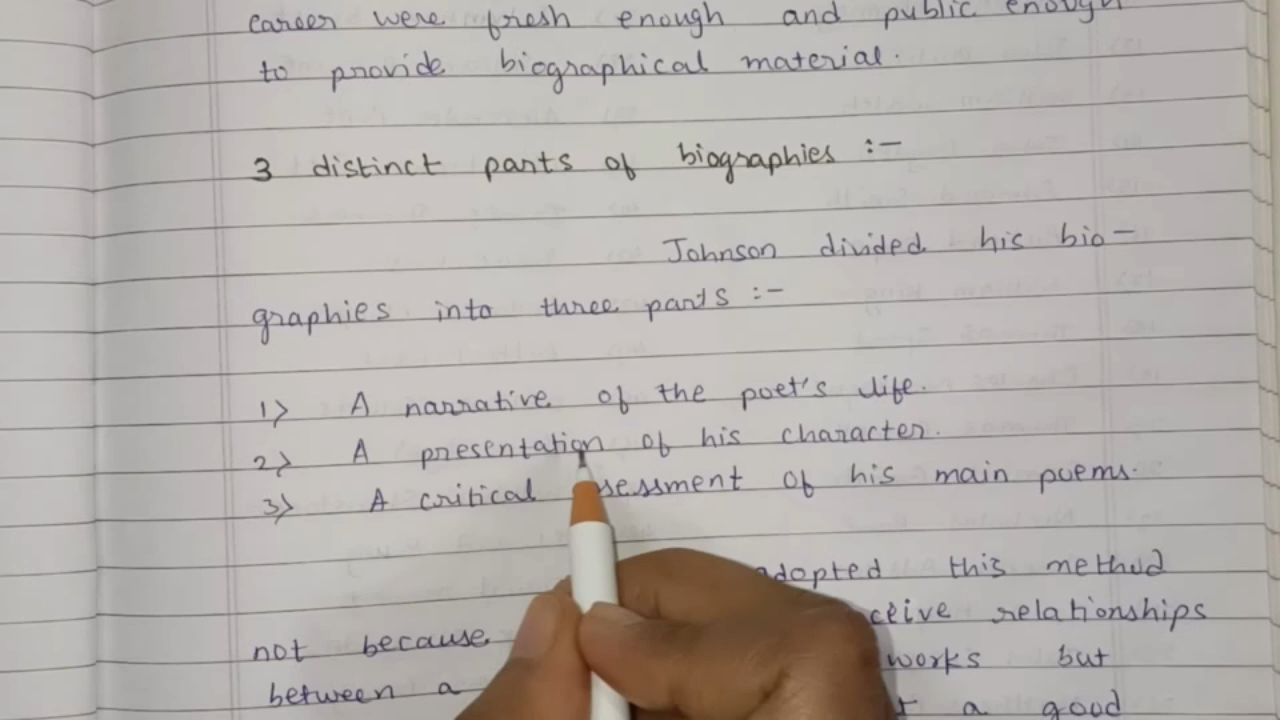 career were fresh enough and public enough
to provide biographical material.
3 distinct parts of biographies :-
Johnson divided his bio-
graphies into three parts :-
1) A narrative of the poet's life.
2) A presentation of his character.
3) A critical assessment of his main poems.
adopted this method
not because ceive relationships
between a works but
a good